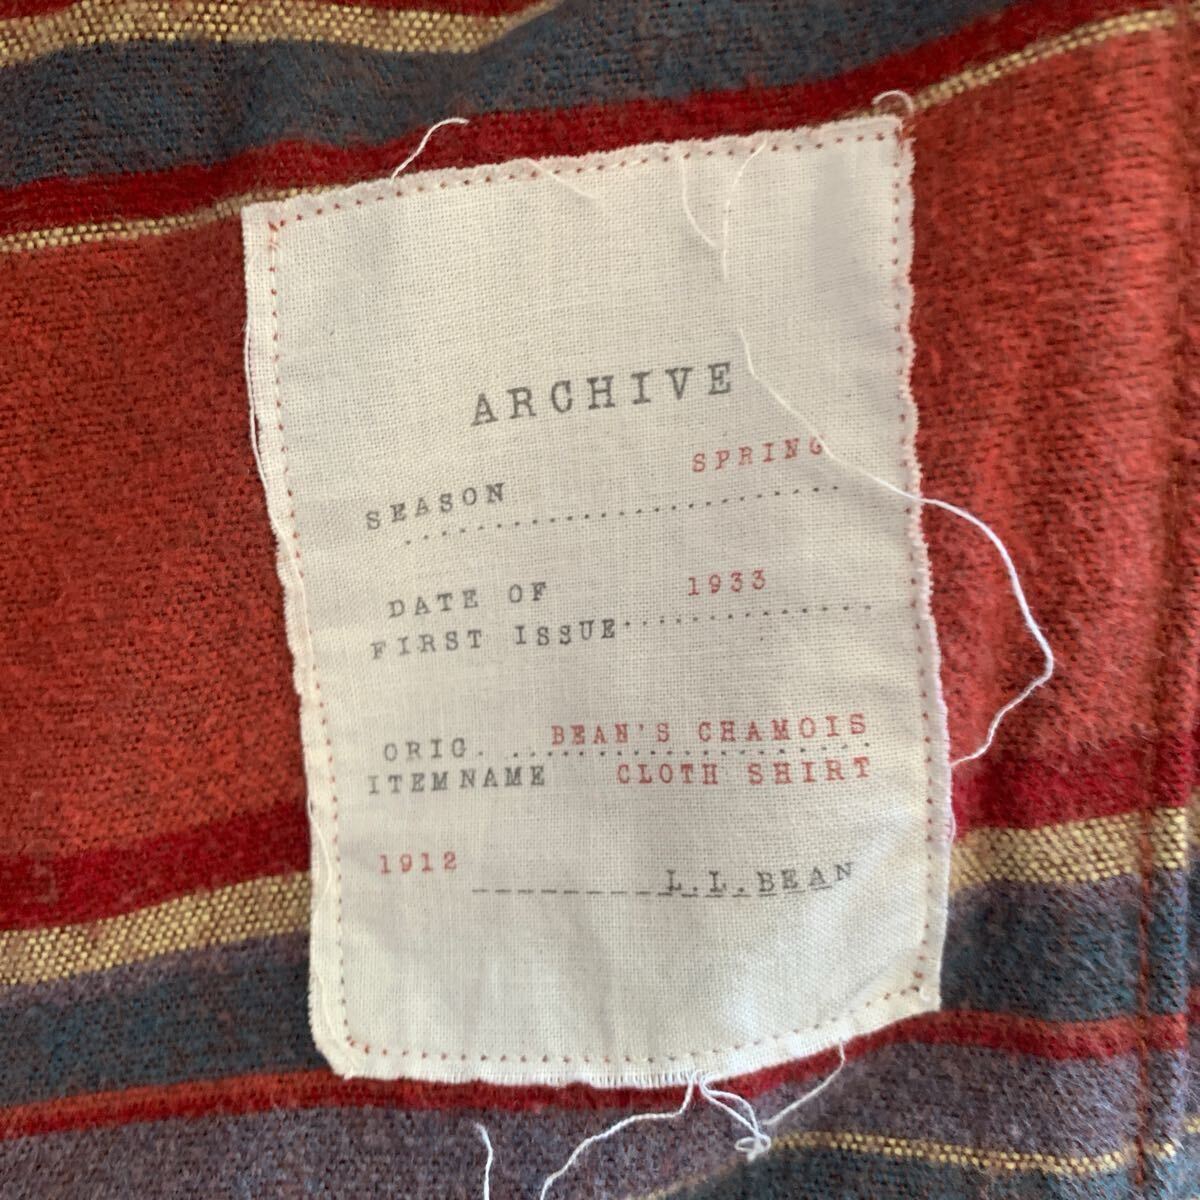 ARCHIVE
SEASON SPRING
DATE OF 1933
FIRST ISSUE
ORIG. BEAN'S CHAMOIS
ITEMNAME CLOTH SHIRT
1912 L.L.BEAN